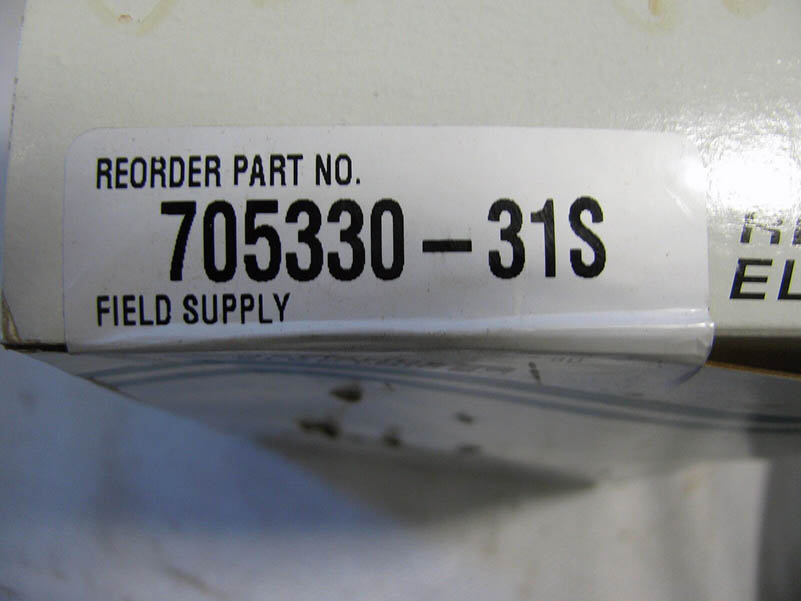 REORDER PART NO.
705330-31S
FIELD SUPPLY